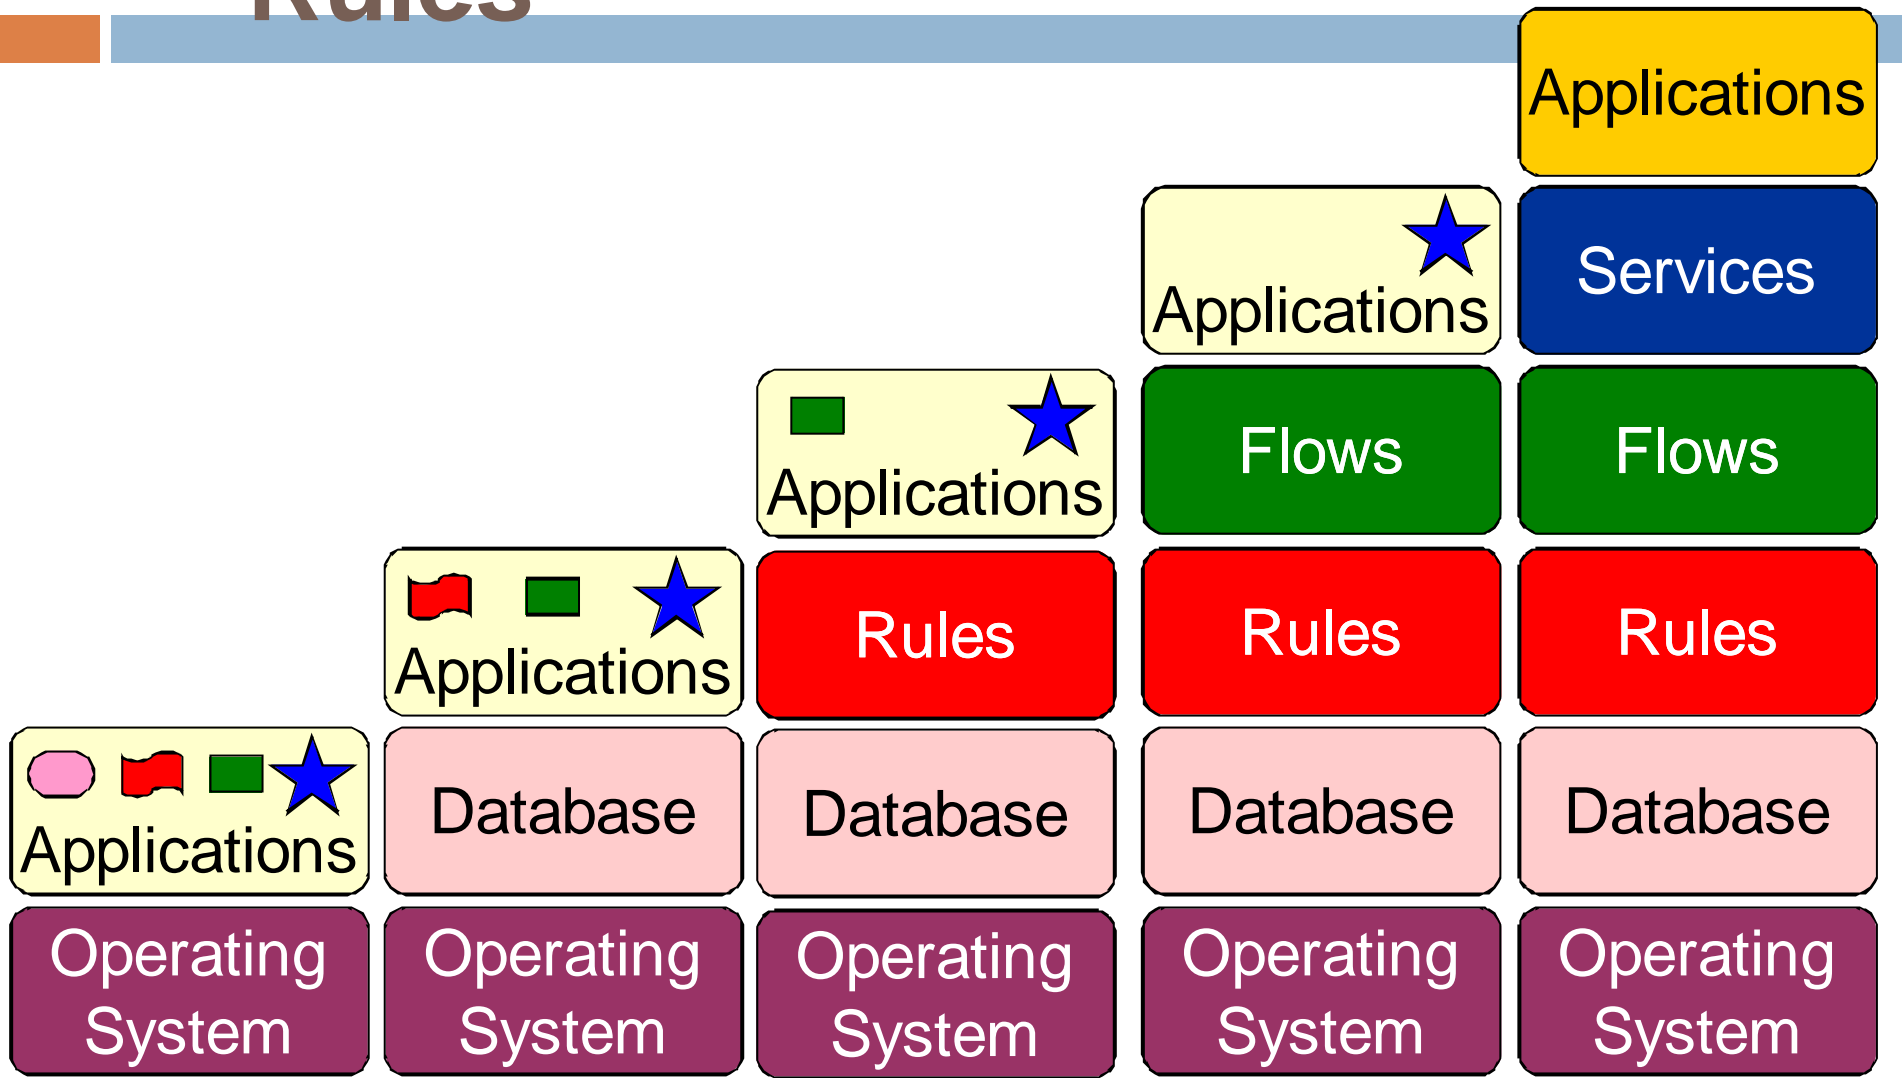 Rules
Applications
Services
Applications
Flows
Flows
Applications
Rules
Rules
Rules
Applications
Database
Database
Database
Database
Applications
Operating
System
Operating
System
Operating
System
Operating
System
Operating
System